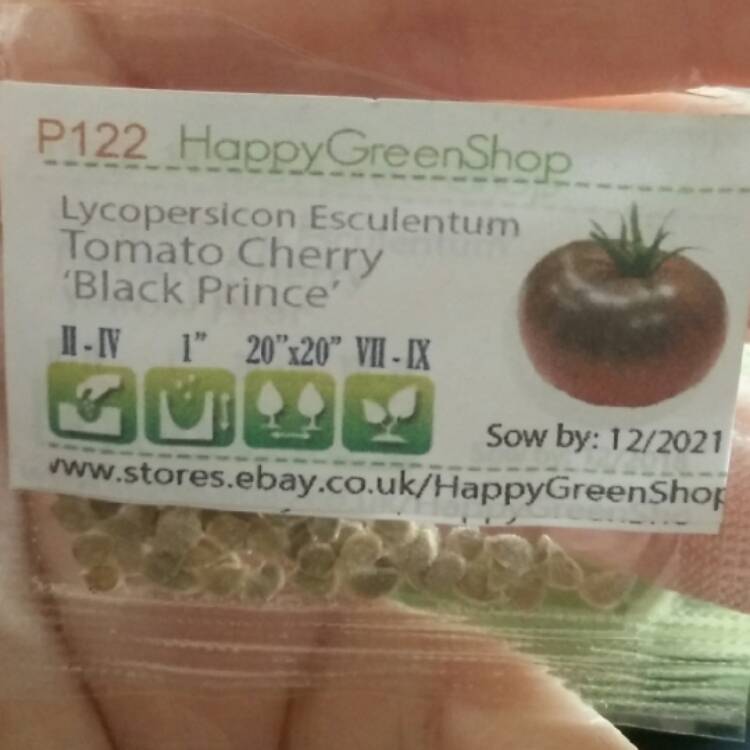 P122 HappyGreenShop
Lycopersicon Esculentum
Tomato Cherry
'Black Prince'
II - IV 1" 20"x20" VII - IX
Sow by: 12/2021
www.stores.ebay.co.uk/HappyGreenShop